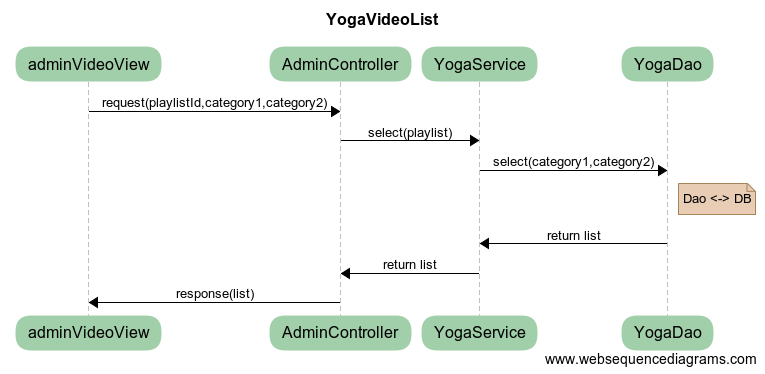 YogaVideoList
adminVideoView AdminController YogaService YogaDao
request(playlistId,category1,category2)
select(playlist)
select(category1,category2)
Dao <-> DB
return list
return list
response(list)
adminVideoView AdminController YogaService YogaDao
www.websequencediagrams.com